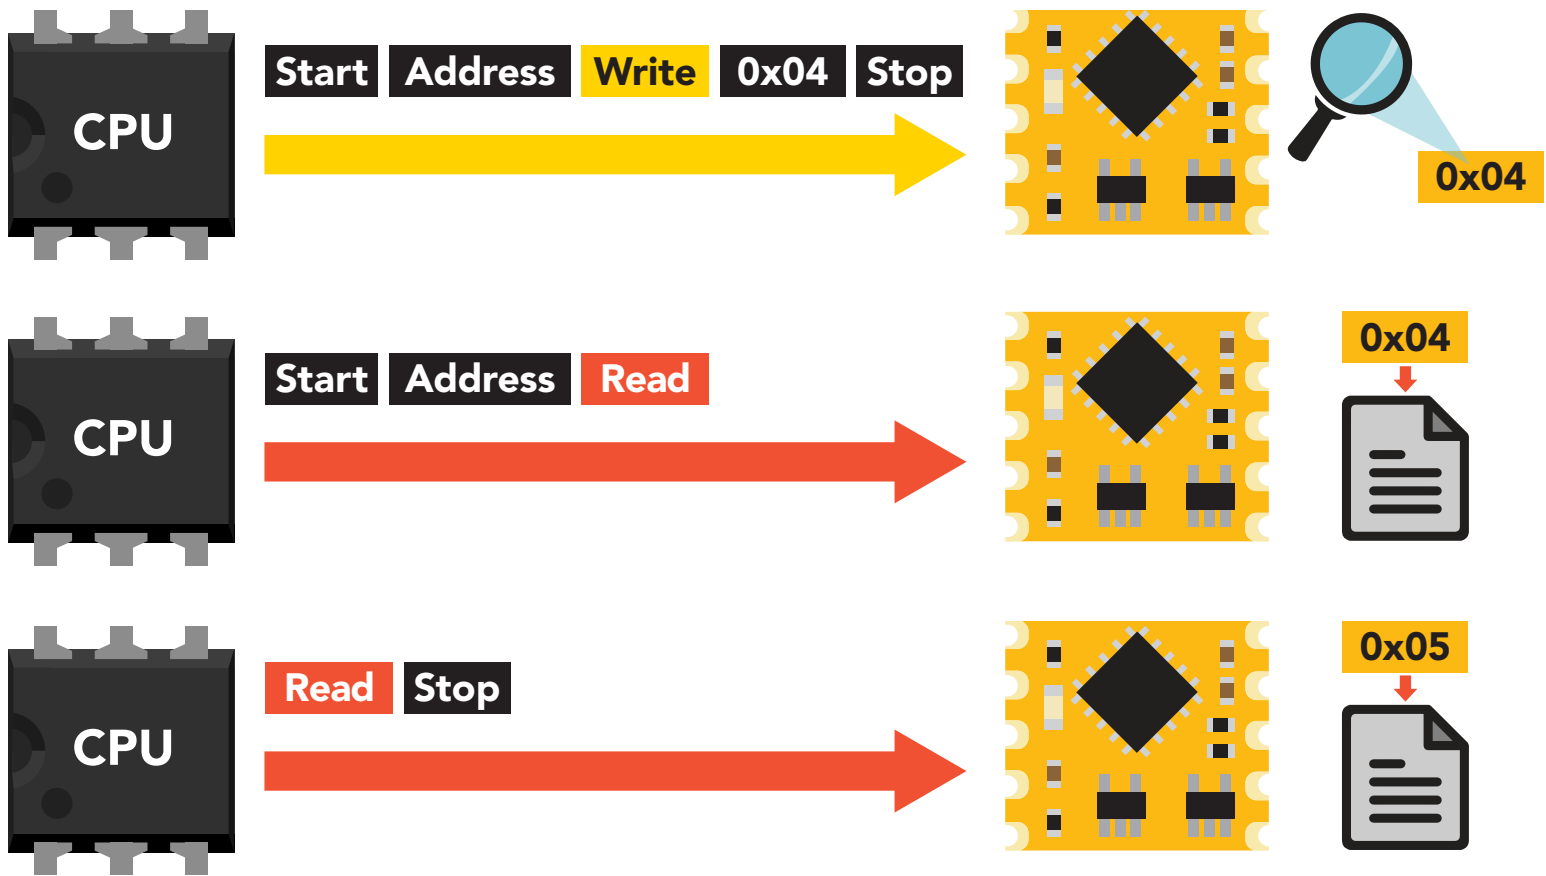 CPU
Start Address Write 0x04 Stop
0x04
CPU
Start Address Read
0x04
CPU
Read Stop
0x05